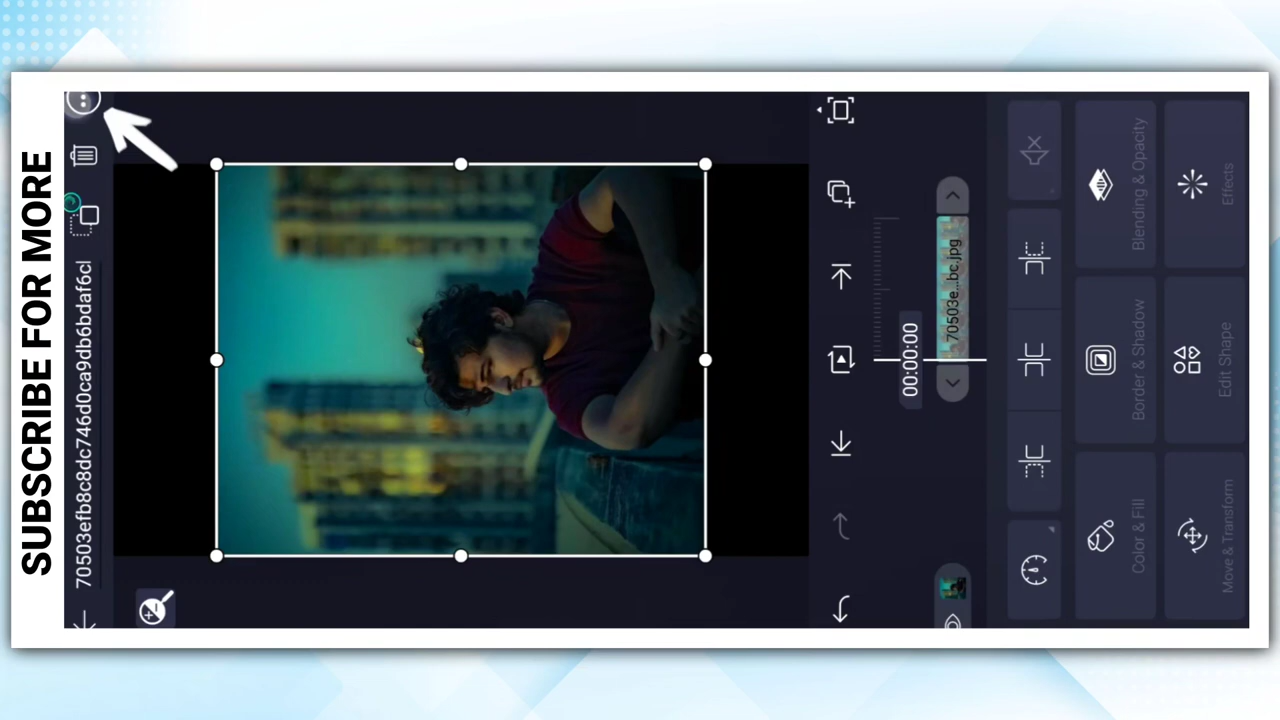 SUBSCRIBE FOR MORE
70503efb8c8dc746d0ca9db6bdaf6cl
00:00:00
70503e...bc.jpg
Color & Fill
Border & Shadow
Blending & Opacity
Move & Transform
Edit Shape
Effects